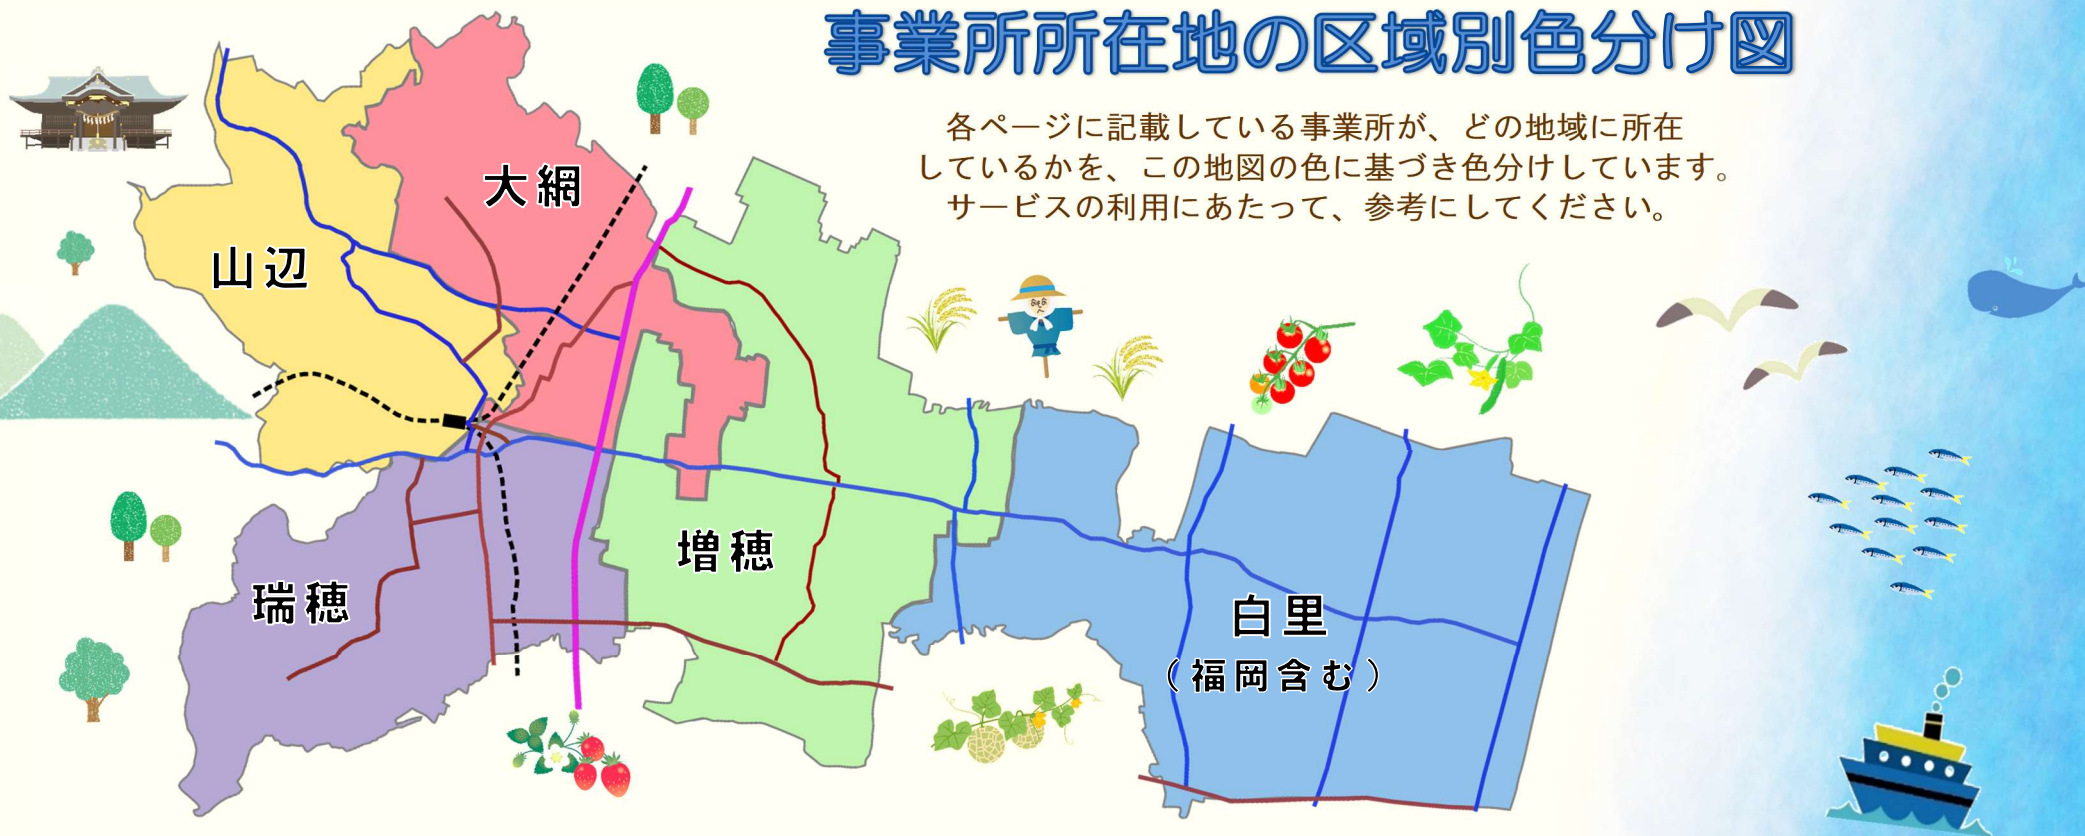 事業所所在地の区域別色分け図
各ページに記載している事業所が、どの地域に所在
しているかを、この地図の色に基づき色分けしています。
サービスの利用にあたって、参考にしてください。
大網
山辺
増穂
瑞穂
白里
（福岡含む）